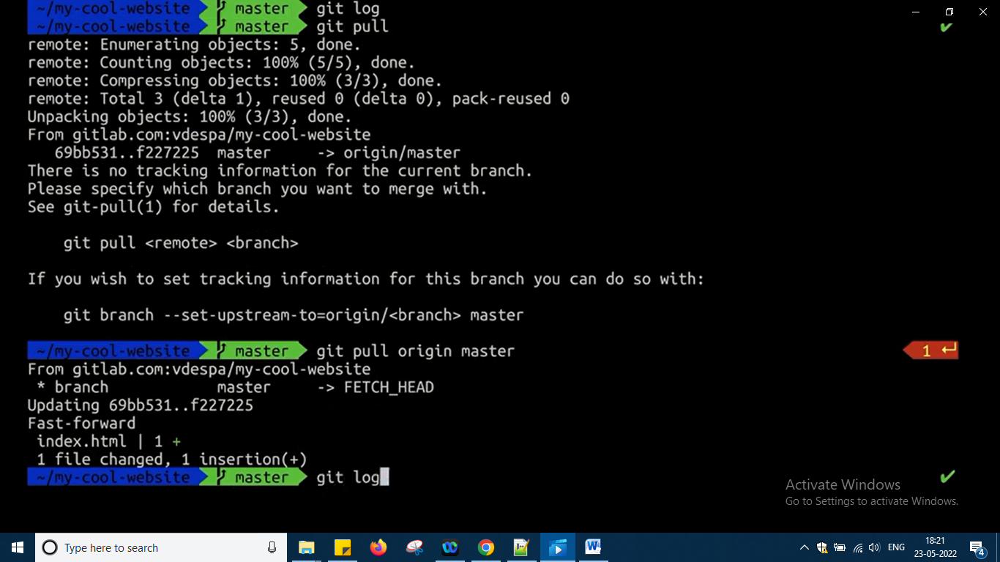 ~/my-cool-website master git log
~/my-cool-website master git pull
remote: Enumerating objects: 5, done.
remote: Counting objects: 100% (5/5), done.
remote: Compressing objects: 100% (3/3), done.
remote: Total 3 (delta 1), reused 0 (delta 0), pack-reused 0
Unpacking objects: 100% (3/3), done.
From gitlab.com:vdespa/my-cool-website
69bb531..f227225 master -> origin/master
There is no tracking information for the current branch.
Please specify which branch you want to merge with.
See git-pull(1) for details.
git pull <remote> <branch>
If you wish to set tracking information for this branch you can do so with:
git branch --set-upstream-to=origin/<branch> master
~/my-cool-website master git pull origin master 1
From gitlab.com:vdespa/my-cool-website
* branch master -> FETCH_HEAD
Updating 69bb531..f227225
Fast-forward
index.html | 1 +
1 file changed, 1 insertion(+)
~/my-cool-website master git log
Activate Windows
Go to Settings to activate Windows.
Type here to search
ENG
18:21
23-05-2022
4